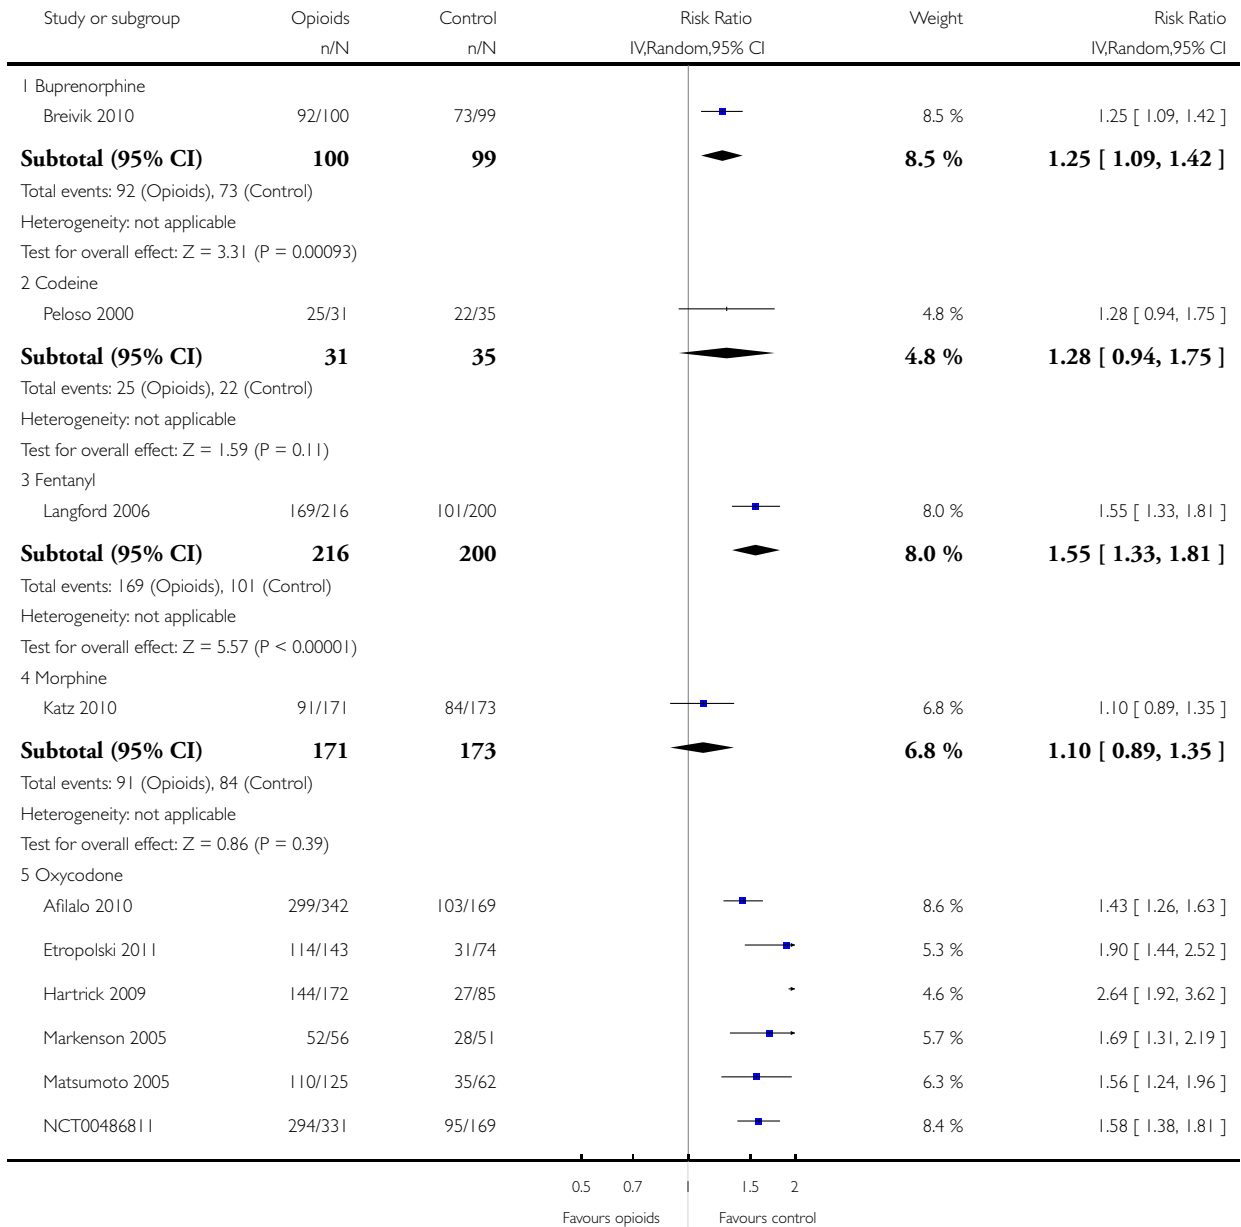 Study or subgroup Opioids Control Risk Ratio Weight Risk Ratio
n/N n/N IV,Random,95% CI IV,Random,95% CI
1 Buprenorphine
Breivik 2010 92/100 73/99 8.5 % 1.25 [ 1.09, 1.42 ]
Subtotal (95% CI) 100 99 8.5 % 1.25 [ 1.09, 1.42 ]
Total events: 92 (Opioids), 73 (Control)
Heterogeneity: not applicable
Test for overall effect: Z = 3.31 (P = 0.00093)
2 Codeine
Peloso 2000 25/31 22/35 4.8 % 1.28 [ 0.94, 1.75 ]
Subtotal (95% CI) 31 35 4.8 % 1.28 [ 0.94, 1.75 ]
Total events: 25 (Opioids), 22 (Control)
Heterogeneity: not applicable
Test for overall effect: Z = 1.59 (P = 0.11)
3 Fentanyl
Langford 2006 169/216 101/200 8.0 % 1.55 [ 1.33, 1.81 ]
Subtotal (95% CI) 216 200 8.0 % 1.55 [ 1.33, 1.81 ]
Total events: 169 (Opioids), 101 (Control)
Heterogeneity: not applicable
Test for overall effect: Z = 5.57 (P < 0.00001)
4 Morphine
Katz 2010 91/171 84/173 6.8 % 1.10 [ 0.89, 1.35 ]
Subtotal (95% CI) 171 173 6.8 % 1.10 [ 0.89, 1.35 ]
Total events: 91 (Opioids), 84 (Control)
Heterogeneity: not applicable
Test for overall effect: Z = 0.86 (P = 0.39)
5 Oxycodone
Afilalo 2010 299/342 103/169 8.6 % 1.43 [ 1.26, 1.63 ]
Etropolski 2011 114/143 31/74 5.3 % 1.90 [ 1.44, 2.52 ]
Hartrick 2009 144/172 27/85 4.6 % 2.64 [ 1.92, 3.62 ]
Markenson 2005 52/56 28/51 5.7 % 1.69 [ 1.31, 2.19 ]
Matsumoto 2005 110/125 35/62 6.3 % 1.56 [ 1.24, 1.96 ]
NCT00486811 294/331 95/169 8.4 % 1.58 [ 1.38, 1.81 ]
0.5 0.7 1 1.5 2
Favours opioids Favours control